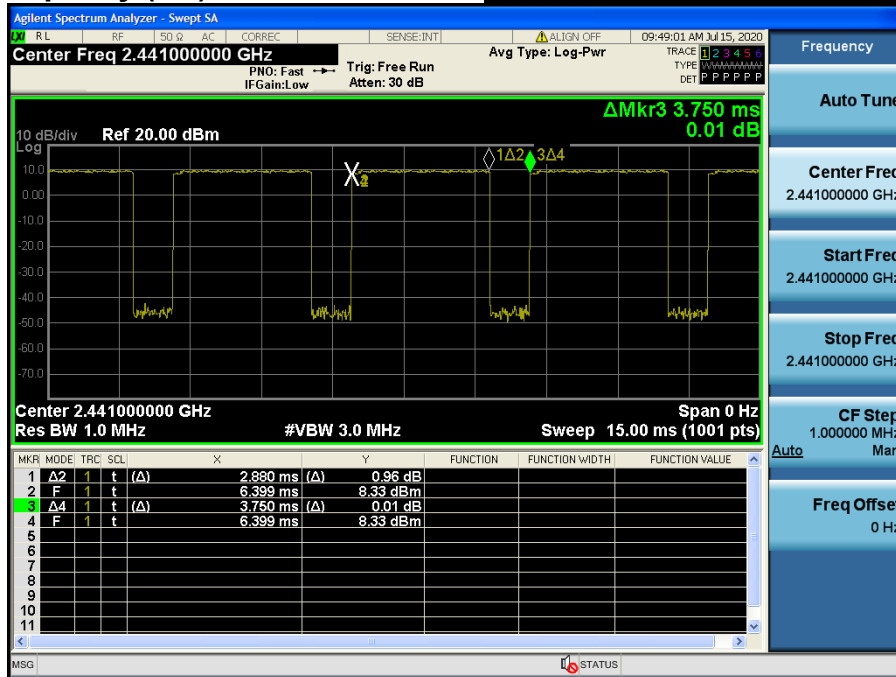 Agilent Spectrum Analyzer - Swept SA
LXI RL RF 50 Ω AC CORREC SENSE:INT ALIGN OFF 09:49:01 AM Jul 15, 2020
Center Freq 2.441000000 GHz
PNO: Fast
IFGain:Low
Trig: Free Run
Atten: 30 dB
Avg Type: Log-Pwr
TRACE 1 2 3 4 5 6
TYPE
DET P P P P P P
ΔMkr3 3.750 ms
0.01 dB
10 dB/div Ref 20.00 dBm
Log
1Δ2 3Δ4
10.0
0.00
-10.0
-20.0
-30.0
-40.0
-50.0
-60.0
-70.0
Center 2.441000000 GHz Span 0 Hz
Res BW 1.0 MHz #VBW 3.0 MHz Sweep 15.00 ms (1001 pts)
MKR MODE TRC SCL X Y FUNCTION FUNCTION WIDTH FUNCTION VALUE
1 Δ2 1 t (Δ) 2.880 ms (Δ) 0.96 dB
2 F 1 t 6.399 ms 8.33 dBm
3 Δ4 1 t (Δ) 3.750 ms (Δ) 0.01 dB
4 F 1 t 6.399 ms 8.33 dBm
5
6
7
8
9
10
11
MSG STATUS
Frequency
Auto Tune
Center Freq
2.441000000 GHz
Start Freq
2.441000000 GHz
Stop Freq
2.441000000 GHz
CF Step
1.000000 MHz
Auto Man
Freq Offset
0 Hz